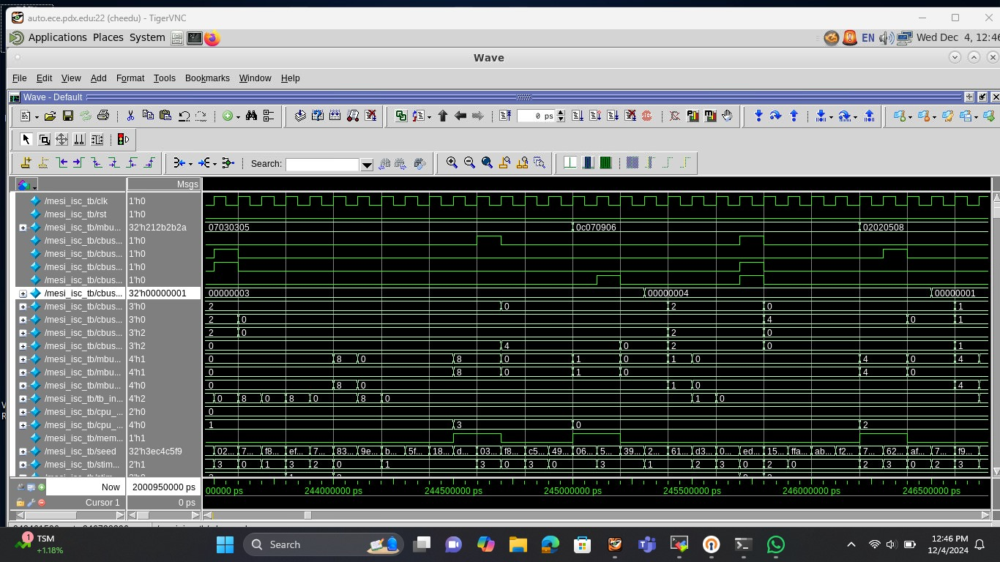 auto.ece.pdx.edu:22 (cheedu) - TigerVNC
Applications Places System EN Wed Dec 4, 12:46
Wave
File Edit View Add Format Tools Bookmarks Window Help
Wave - Default
0 ps
Search:
Msgs
/mesi_isc_tb/clk 1'h0
/mesi_isc_tb/rst 1'h0
/mesi_isc_tb/mbu... 32'h212b2b2a 07030305 0c070906 02020508
/mesi_isc_tb/cbus... 1'h0
/mesi_isc_tb/cbus... 1'h0
/mesi_isc_tb/cbus... 1'h0
/mesi_isc_tb/cbus... 1'h0
/mesi_isc_tb/cbus... 32'h00000001 00000003 00000004 00000001
/mesi_isc_tb/cbus... 3'h0 2 0 2 0 1
/mesi_isc_tb/cbus... 3'h0 2 0 4 0 1
/mesi_isc_tb/cbus... 3'h2 2 0 2 0
/mesi_isc_tb/cbus... 3'h2 0 4 0 2 0 1
/mesi_isc_tb/mbu... 4'h1 0 8 0 8 0 1 0 1 0 4 0 4
/mesi_isc_tb/mbu... 4'h1 0 8 0 1 0 4 0
/mesi_isc_tb/mbu... 4'h0 0 8 0 1 0 4
/mesi_isc_tb/tb_in... 4'h2 0 8 0 8 0 8 0 1 0
/mesi_isc_tb/cpu_... 2'h0 0
/mesi_isc_tb/cpu_... 4'h0 1 3 0 2
/mesi_isc_tb/mem... 1'h1
/mesi_isc_tb/seed 32'h3ec4c5f9 02... 7... f8... ef... 7... 83... 9e... b... 5f... 18... d... 03... f8... c5... 49... 06... 5... 39... 2... 61... d3... 0... ed... 15... ffa... ab... f2... 7... 62... af... 7... f9...
/mesi_isc_tb/stim... 2'h1 3 0 1 3 2 0 1 3 0 3 0 3 1 2 3 0 2 0 2 3 0 2 3
Now 2000950000 ps 00000 ps 244000000 ps 244500000 ps 245000000 ps 245500000 ps 246000000 ps 246500000 ps
Cursor 1 0 ps
1
TSM
+1.18%
Search
12:46 PM
12/4/2024